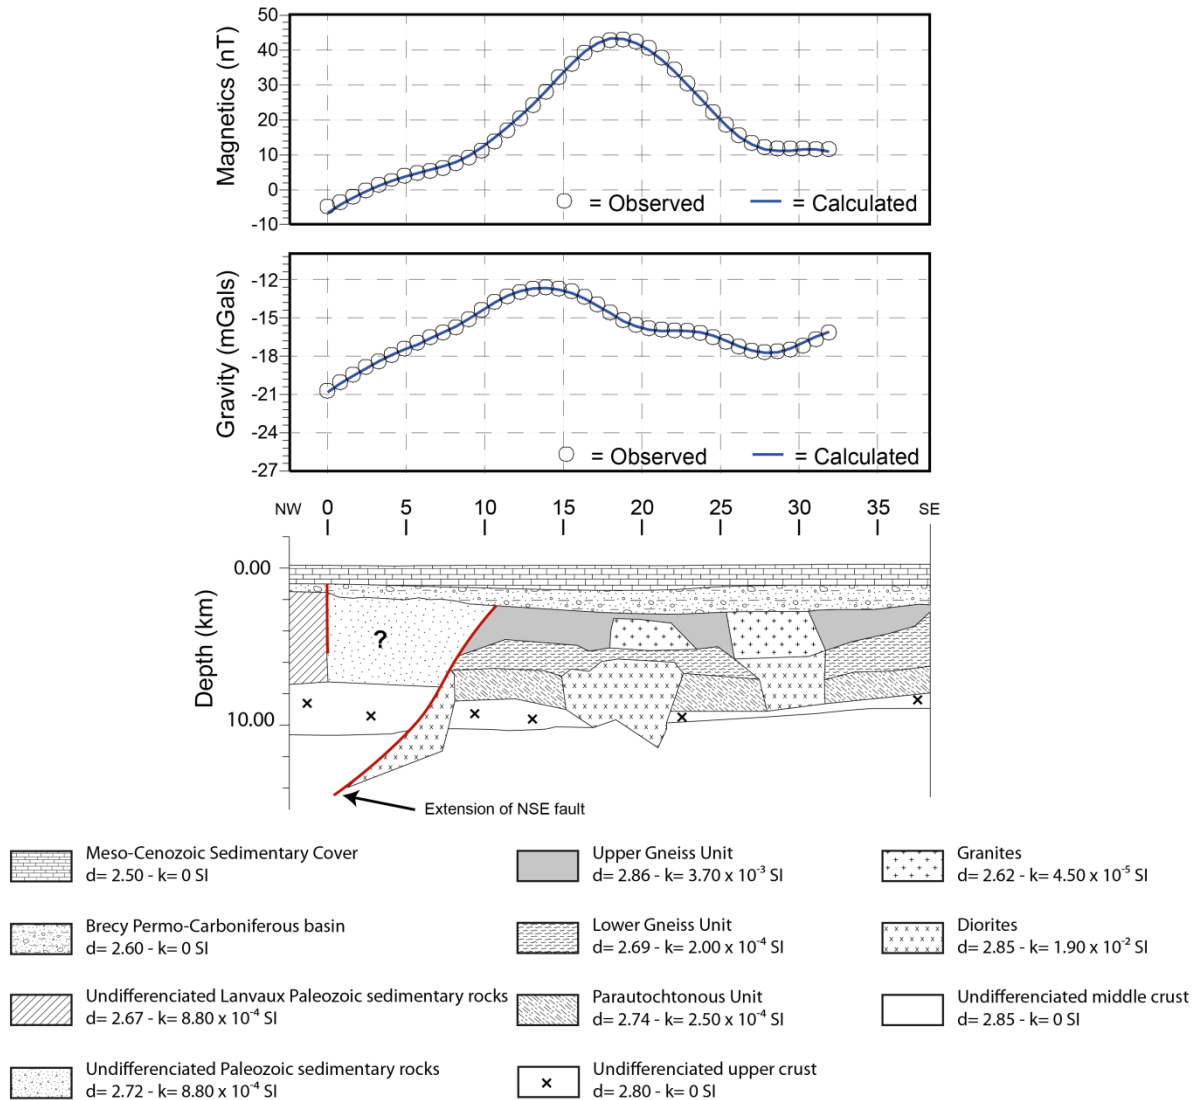 Magnetics (nT)
50
40
30
20
10
0
-10
= Observed
= Calculated
Gravity (mGals)
-12
-15
-18
-21
-24
-27
= Observed
= Calculated
NW 0 5 10 15 20 25 30 35 SE
Depth (km)
0.00
10.00
?
Extension of NSE fault
Meso-Cenozoic Sedimentary Cover
d= 2.50 - k= 0 SI
Brecy Permo-Carboniferous basin
d= 2.60 - k= 0 SI
Undifferenciated Lanvaux Paleozoic sedimentary rocks
d= 2.67 - k= 8.80 x 10⁻⁴ SI
Undifferenciated Paleozoic sedimentary rocks
d= 2.72 - k= 8.80 x 10⁻⁴ SI
Upper Gneiss Unit
d= 2.86 - k= 3.70 x 10⁻³ SI
Lower Gneiss Unit
d= 2.69 - k= 2.00 x 10⁻⁴ SI
Parautochtonous Unit
d= 2.74 - k= 2.50 x 10⁻⁴ SI
Undifferenciated upper crust
d= 2.80 - k= 0 SI
Granites
d= 2.62 - k= 4.50 x 10⁻⁵ SI
Diorites
d= 2.85 - k= 1.90 x 10⁻² SI
Undifferenciated middle crust
d= 2.85 - k= 0 SI